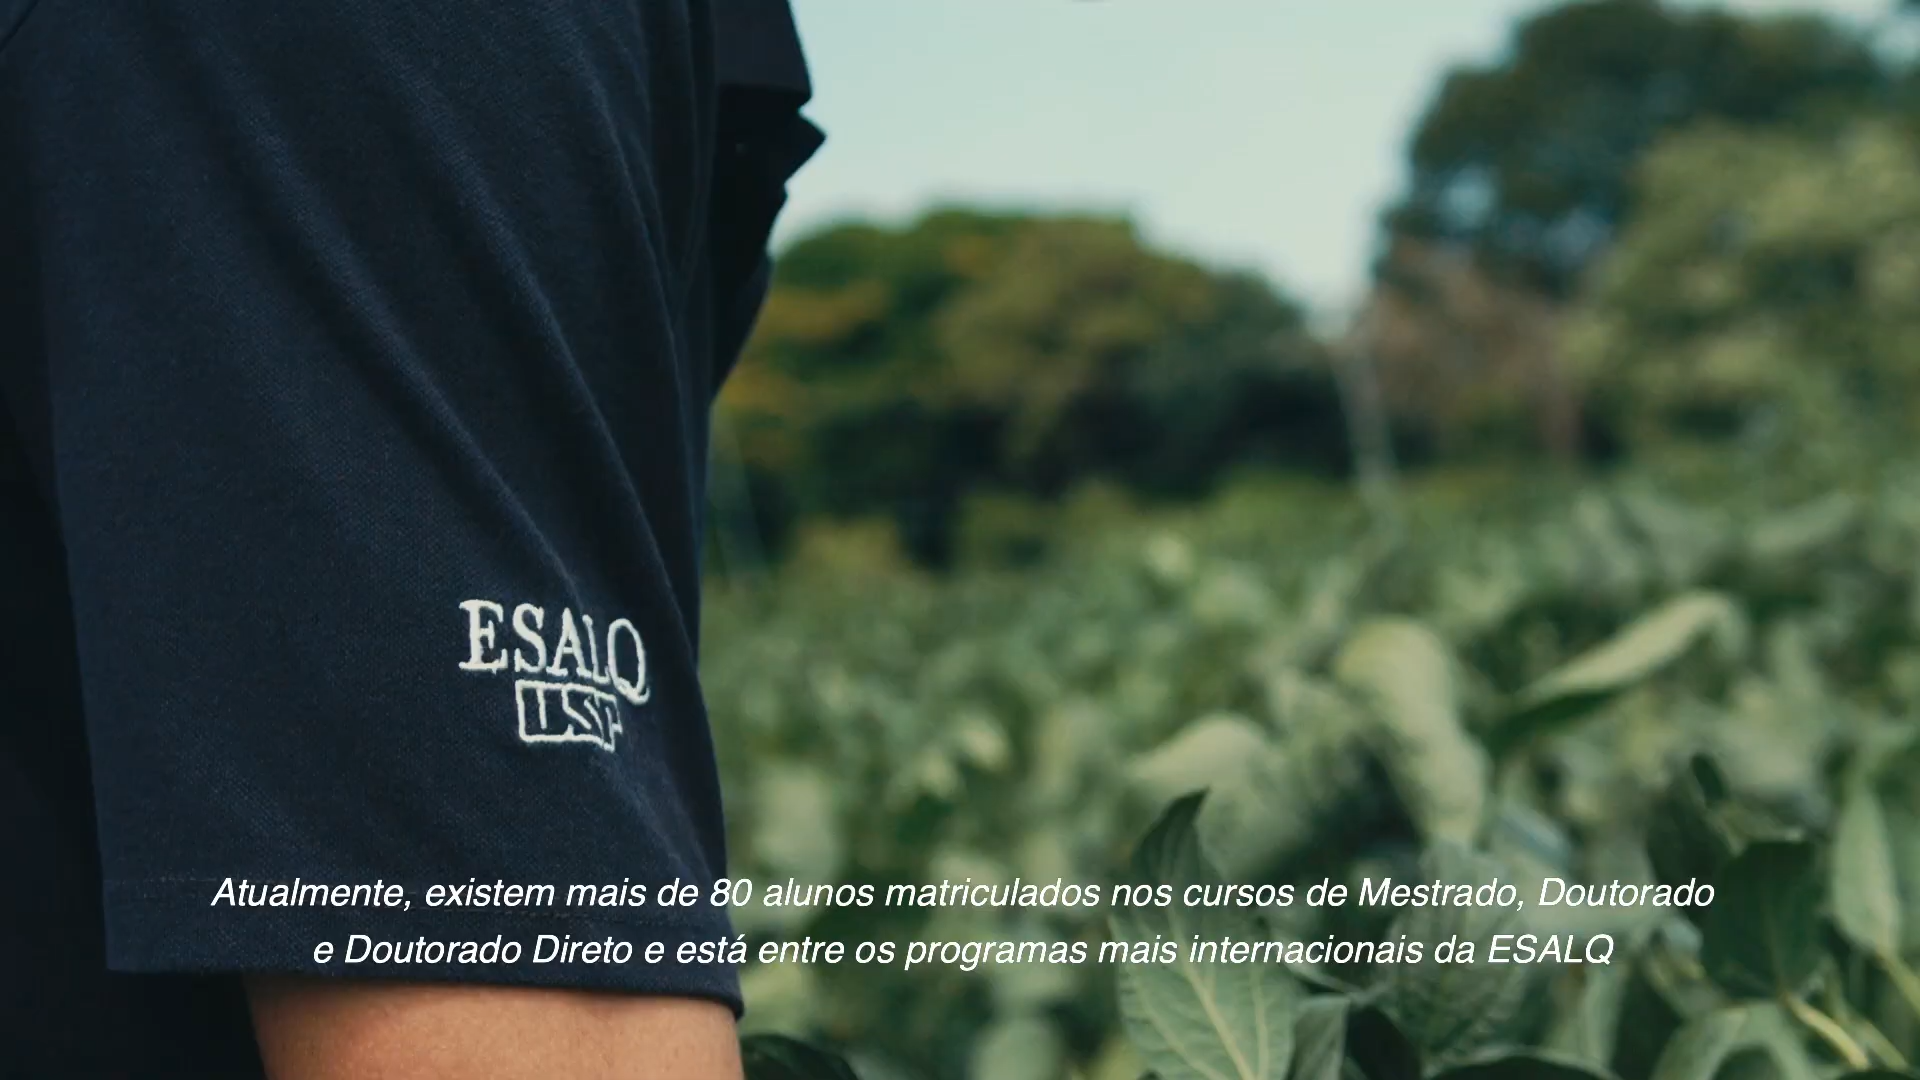 ESALQ
USP
Atualmente, existem mais de 80 alunos matriculados nos cursos de Mestrado, Doutorado
e Doutorado Direto e está entre os programas mais internacionais da ESALQ